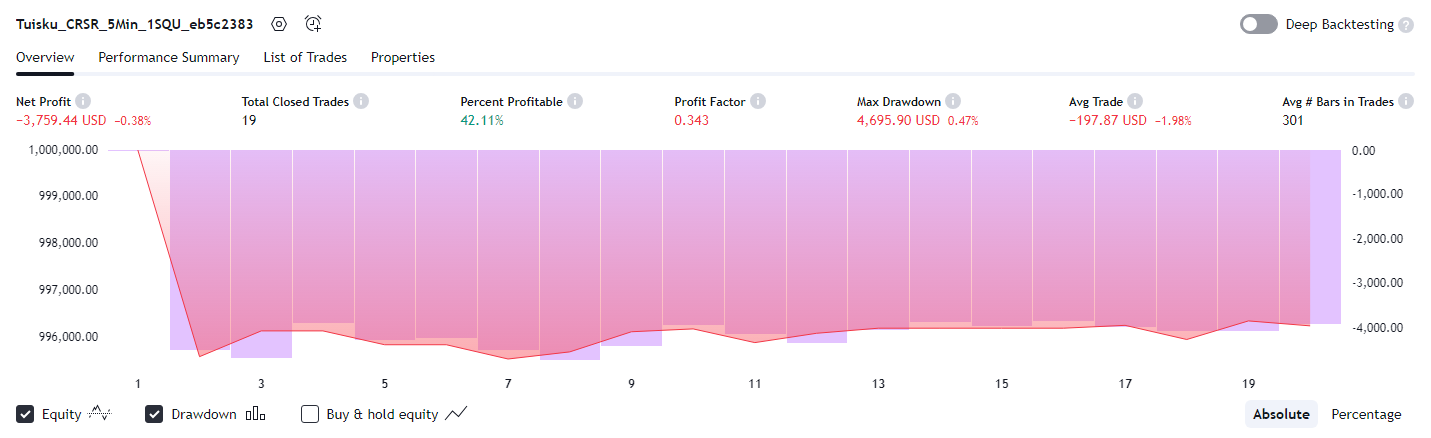 Tuisku_CRSR_5Min_1SQU_eb5c2383 Deep Backtesting ?
Overview Performance Summary List of Trades Properties
Net Profit Total Closed Trades Percent Profitable Profit Factor Max Drawdown Avg Trade Avg # Bars in Trades
−3,759.44 USD −0.38% 19 42.11% 0.343 4,695.90 USD 0.47% −197.87 USD −1.98% 301
1,000,000.00 0.00
999,000.00 -1,000.00
998,000.00 -2,000.00
997,000.00 -3,000.00
996,000.00 -4,000.00
1 3 5 7 9 11 13 15 17 19
Equity Drawdown Buy & hold equity Absolute Percentage